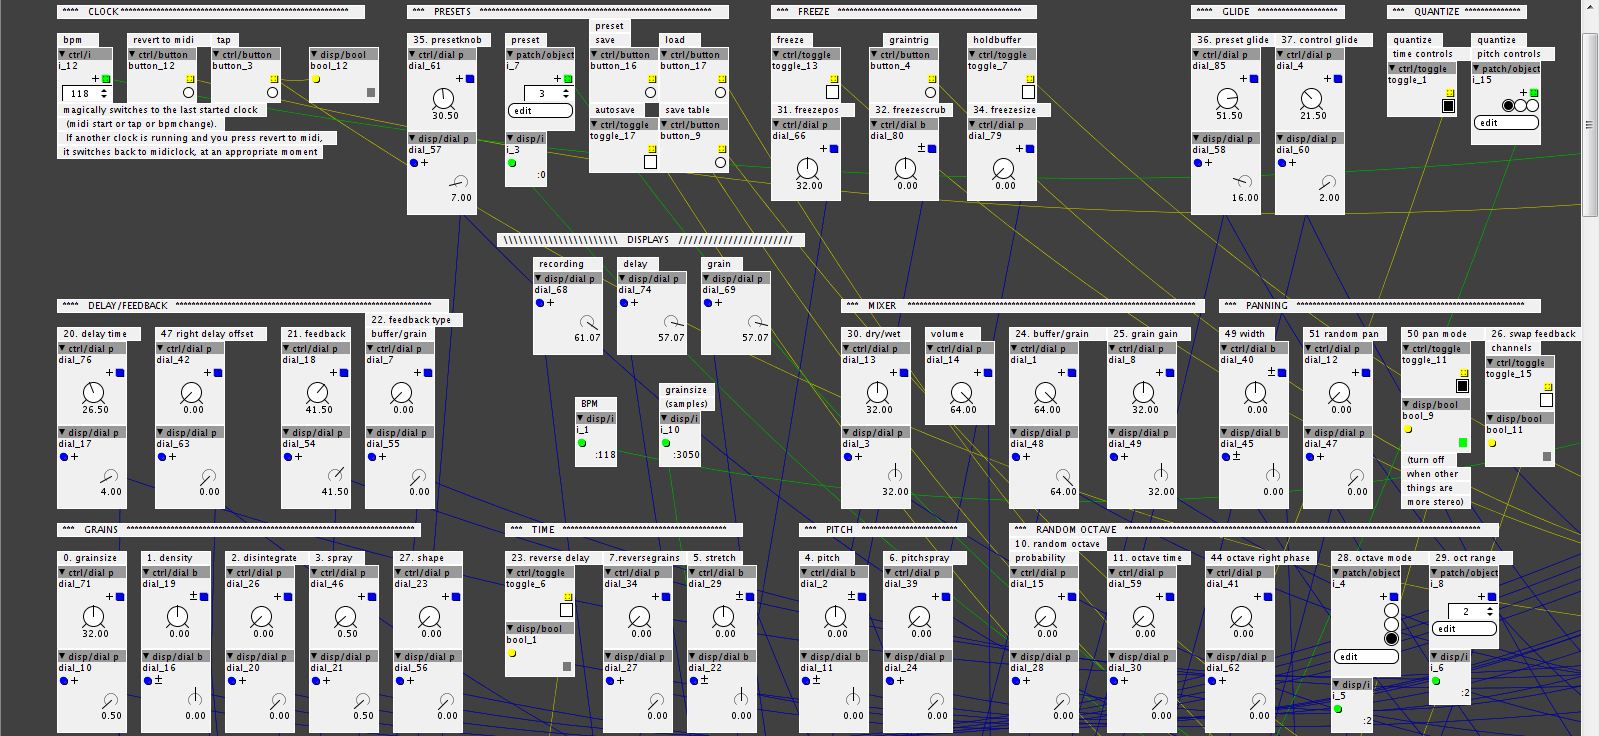 **** CLOCK ****************************************************
bpm
ctrl/i
i_12
+
118
revert to midi
ctrl/button
button_12
tap
ctrl/button
button_3
disp/bool
bool_12
magically switches to the last started clock
(midi start or tap or bpm change).
If another clock is running and you press revert to midi,
it switches back to midiclock, at an appropriate moment
*** PRESETS ****************************************************
35. presetknob
ctrl/dial p
dial_61
+
30.50
disp/dial p
dial_57
+
7.00
preset
patch/object
i_7
+
3
edit
disp/i
i_3
:0
preset
save
ctrl/button
button_16
load
ctrl/button
button_17
autosave
ctrl/toggle
toggle_17
save table
ctrl/button
button_9
*** FREEZE ****************************************************
freeze
ctrl/toggle
toggle_13
graintrig
ctrl/button
button_4
holdbuffer
ctrl/toggle
toggle_7
31. freezepos
ctrl/dial p
dial_66
+
32.00
32. freezescrub
ctrl/dial b
dial_80
±
0.00
34. freezesize
ctrl/dial p
dial_79
+
0.00
*** GLIDE **********************
36. preset glide
ctrl/dial p
dial_85
+
51.50
disp/dial p
dial_58
+
16.00
37. control glide
ctrl/dial p
dial_4
+
21.50
disp/dial p
dial_60
+
2.00
*** QUANTIZE ***************
quantize
time controls
ctrl/toggle
toggle_1
quantize
pitch controls
patch/object
i_15
+
edit
\\\\\\\\\\\\\\\\\\\\\\\ DISPLAYS ///////////////////////
recording
disp/dial p
dial_68
+
61.07
delay
disp/dial p
dial_74
+
57.07
grain
disp/dial p
dial_69
+
57.07
BPM
disp/i
i_1
:118
grainsize
(samples)
disp/i
i_10
:3050
**** DELAY/FEEDBACK ****************************************************
20. delay time
ctrl/dial p
dial_76
+
26.50
disp/dial p
dial_17
+
4.00
47 right delay offset
ctrl/dial p
dial_42
+
0.00
disp/dial p
dial_63
+
0.00
21. feedback
ctrl/dial p
dial_18
+
41.50
disp/dial p
dial_54
+
41.50
22. feedback type
buffer/grain
ctrl/dial p
dial_7
+
0.00
disp/dial p
dial_55
+
0.00
*** MIXER ****************************************************
30. dry/wet
ctrl/dial p
dial_13
+
32.00
disp/dial p
dial_3
+
32.00
volume
ctrl/dial p
dial_14
+
64.00
24. buffer/grain
ctrl/dial p
dial_1
+
64.00
disp/dial p
dial_48
+
64.00
25. grain gain
ctrl/dial p
dial_8
+
32.00
disp/dial p
dial_49
+
32.00
*** PANNING ****************************************************
49 width
ctrl/dial b
dial_40
±
0.00
disp/dial b
dial_45
±
0.00
51 random pan
ctrl/dial p
dial_12
+
0.00
disp/dial p
dial_47
+
0.00
50 pan mode
ctrl/toggle
toggle_11
disp/bool
bool_9
(turn off
when other
things are
more stereo)
26. swap feedback
channels
ctrl/toggle
toggle_15
disp/bool
bool_11
*** GRAINS ****************************************************
0. grainsize
ctrl/dial p
dial_71
+
32.00
disp/dial p
dial_10
+
0.50
1. density
ctrl/dial b
dial_19
±
0.00
disp/dial b
dial_16
±
0.00
2. disintegrate
ctrl/dial p
dial_26
+
0.00
disp/dial p
dial_20
+
0.00
3. spray
ctrl/dial p
dial_46
+
0.50
disp/dial p
dial_21
+
0.50
27. shape
ctrl/dial p
dial_23
+
0.00
disp/dial p
dial_56
+
0.00
*** TIME *********************************
23. reverse delay
ctrl/toggle
toggle_6
disp/bool
bool_1
7.reversegrains
ctrl/dial p
dial_34
+
0.00
disp/dial p
dial_27
+
0.00
5. stretch
ctrl/dial b
dial_29
±
0.00
disp/dial b
dial_22
±
0.00
*** PITCH ***********************
4. pitch
ctrl/dial b
dial_2
±
0.00
disp/dial b
dial_11
±
0.00
6. pitchspray
ctrl/dial p
dial_39
+
0.00
disp/dial p
dial_24
+
0.00
*** RANDOM OCTAVE ****************************************************
10. random octave
probability
ctrl/dial p
dial_15
+
0.00
disp/dial p
dial_28
+
0.00
11. octave time
ctrl/dial p
dial_59
+
0.00
disp/dial p
dial_30
+
0.00
44 octave right phase
ctrl/dial p
dial_41
+
0.00
disp/dial p
dial_62
+
0.00
28. octave mode
patch/object
i_4
+
edit
disp/i
i_5
:2
29. oct range
patch/object
i_8
+
2
edit
disp/i
i_6
:2